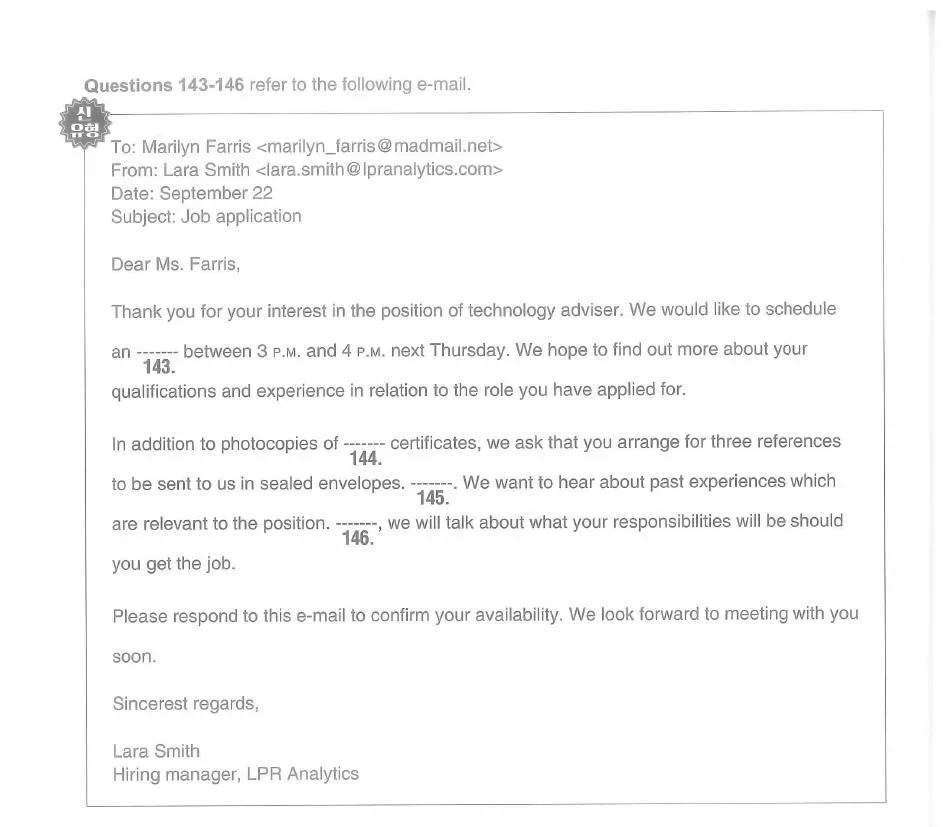 Questions 143-146 refer to the following e-mail.
신
유형
To: Marilyn Farris <marilyn_farris@madmail.net>
From: Lara Smith <lara.smith@lpranalytics.com>
Date: September 22
Subject: Job application
Dear Ms. Farris,
Thank you for your interest in the position of technology adviser. We would like to schedule
an ------- between 3 P.M. and 4 P.M. next Thursday. We hope to find out more about your
143.
qualifications and experience in relation to the role you have applied for.
In addition to photocopies of ------- certificates, we ask that you arrange for three references
144.
to be sent to us in sealed envelopes. -------. We want to hear about past experiences which
145.
are relevant to the position. -------, we will talk about what your responsibilities will be should
146.
you get the job.
Please respond to this e-mail to confirm your availability. We look forward to meeting with you
soon.
Sincerest regards,
Lara Smith
Hiring manager, LPR Analytics